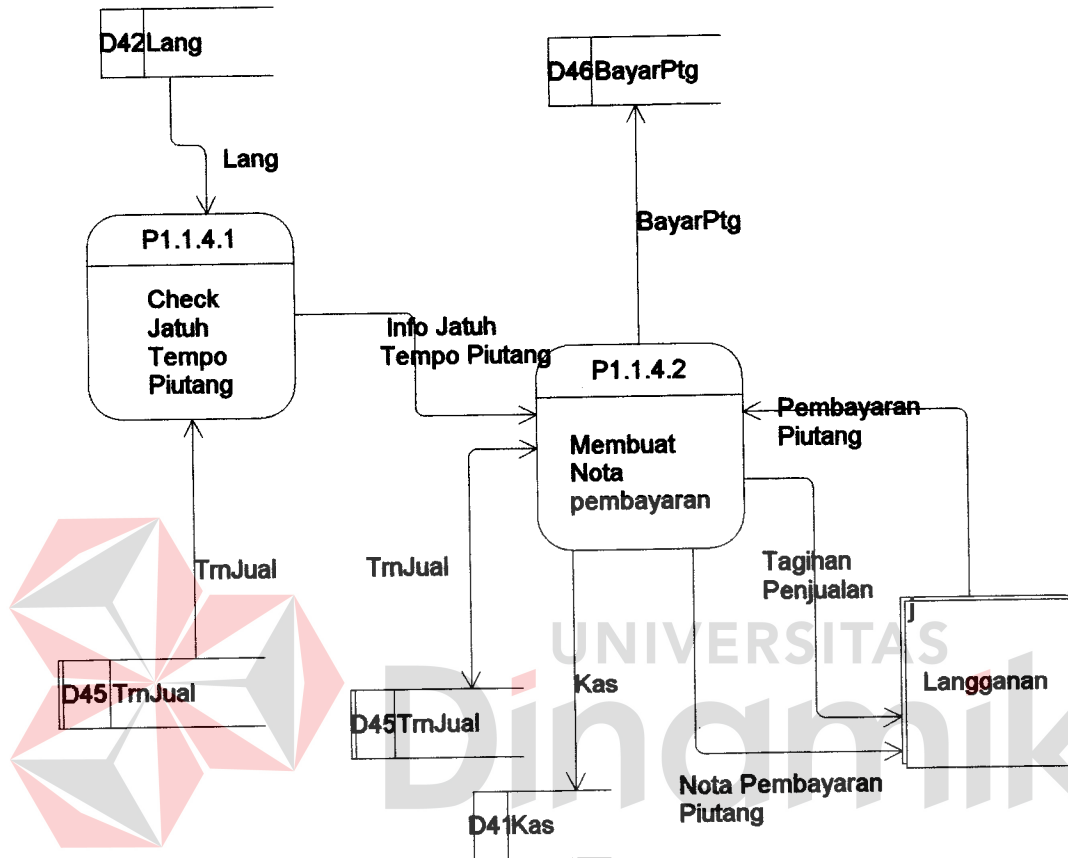 D42 Lang
D46 BayarPtg
Lang
BayarPtg
P1.1.4.1
Check
Jatuh
Tempo
Piutang
Info Jatuh
Tempo Piutang
P1.1.4.2
Membuat
Nota
pembayaran
Pembayaran
Piutang
TrnJual
TrnJual
Tagihan
Penjualan
j
Langganan
UNIVERSITAS
Dinamik
D45 TrnJual
D45 TrnJual
Kas
Nota Pembayaran
Piutang
D41 Kas